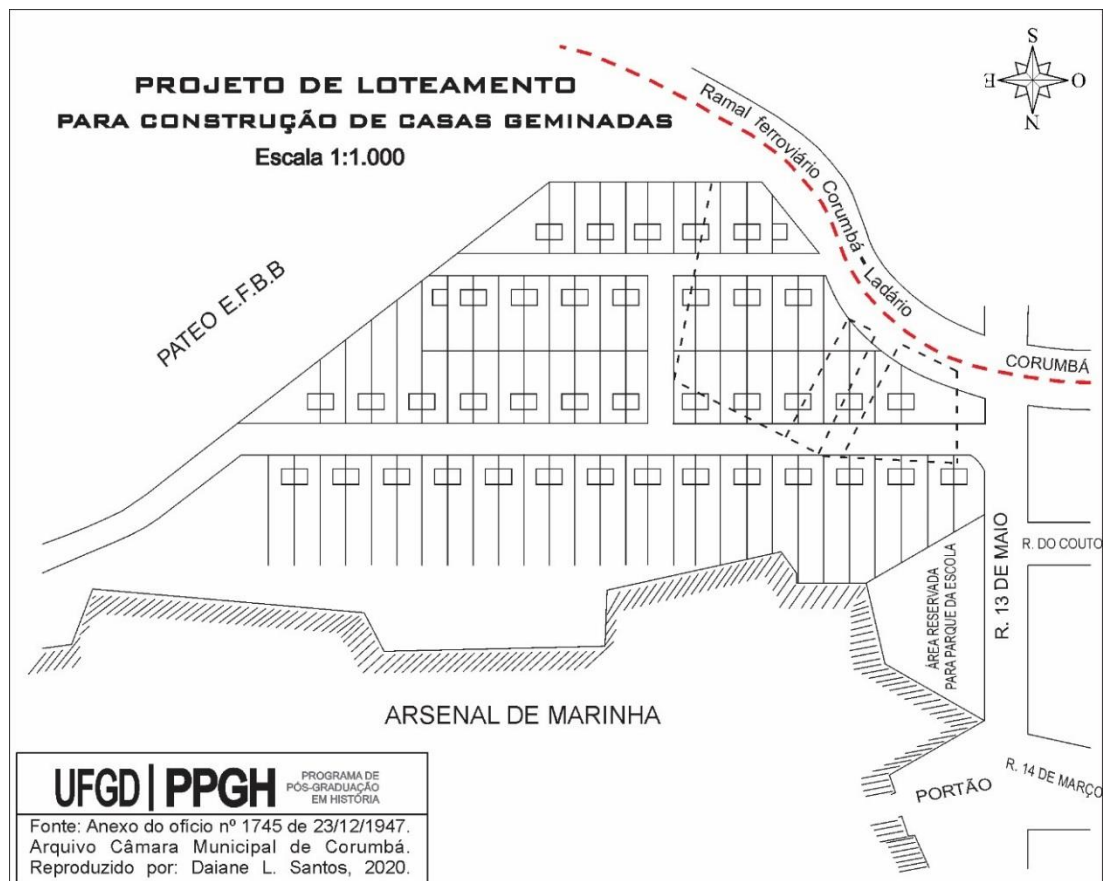 PROJETO DE LOTEAMENTO
PARA CONSTRUÇÃO DE CASAS GEMINADAS
Escala 1:1.000
S
E
O
N
Ramal ferroviário Corumbá - Ladário
PATEO E.F.B.B
CORUMBÁ
R. 13 DE MAIO
R. DO COUTO
ÁREA RESERVADA
PARA PARQUE DA ESCOLA
ARSENAL DE MARINHA
R. 14 DE MARÇO
PORTÃO
UFGD | PPGH
PROGRAMA DE
PÓS-GRADUAÇÃO
EM HISTÓRIA
Fonte: Anexo do ofício nº 1745 de 23/12/1947.
Arquivo Câmara Municipal de Corumbá.
Reproduzido por: Daiane L. Santos, 2020.